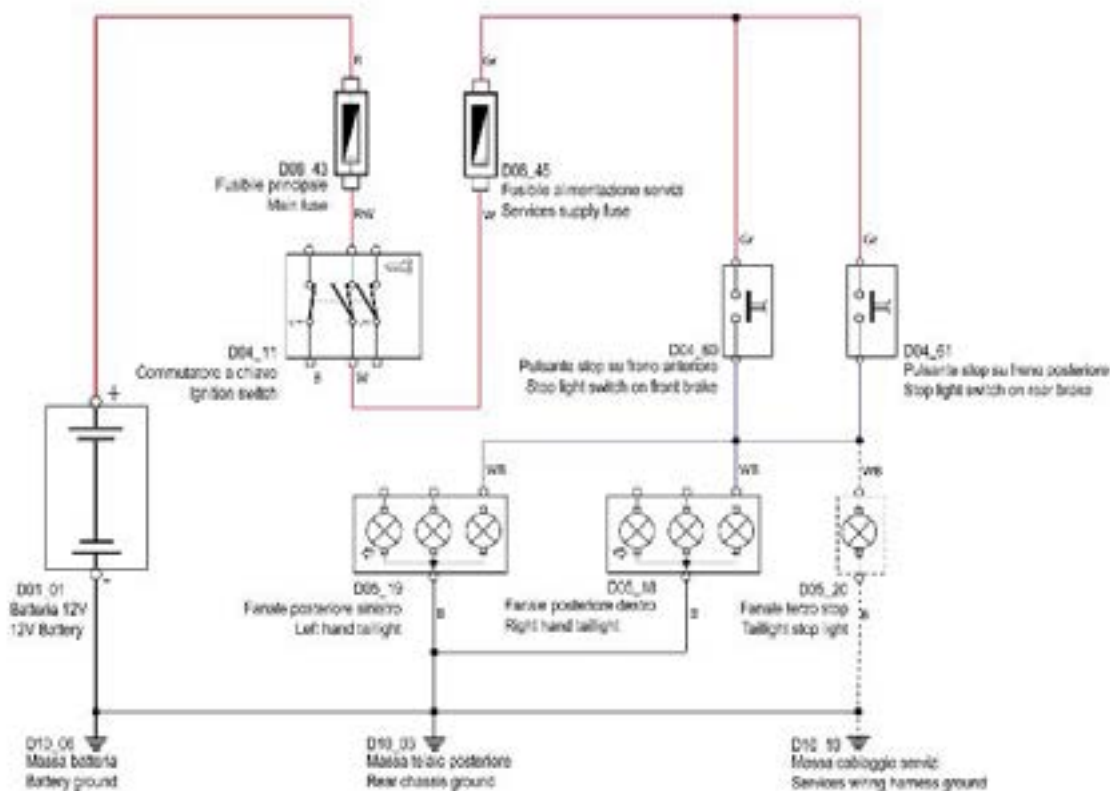 R
Gr
D08_43
Fusibile principale
Main fuse
D08_45
Fusibile alimentazione servizi
Services supply fuse
RW
W
Gr
Gr
D04_11
Commutatore a chiave
Ignition switch
B
W
D04_60
Pulsante stop su freno anteriore
Stop light switch on front brake
D04_61
Pulsante stop su freno posteriore
Stop light switch on rear brake
+
WB
WB
WB
-
D01_01
Batteria 12V
12V Battery
D05_19
Fanale posteriore sinistro
Left hand taillight
B
D05_18
Fanale posteriore destro
Right hand taillight
B
D05_20
Fanale terzo stop
Taillight stop light
B
Massa batteria
Battery ground
Massa telaio posteriore
Rear chassis ground
Massa cablaggio servizi
Services wiring harness ground